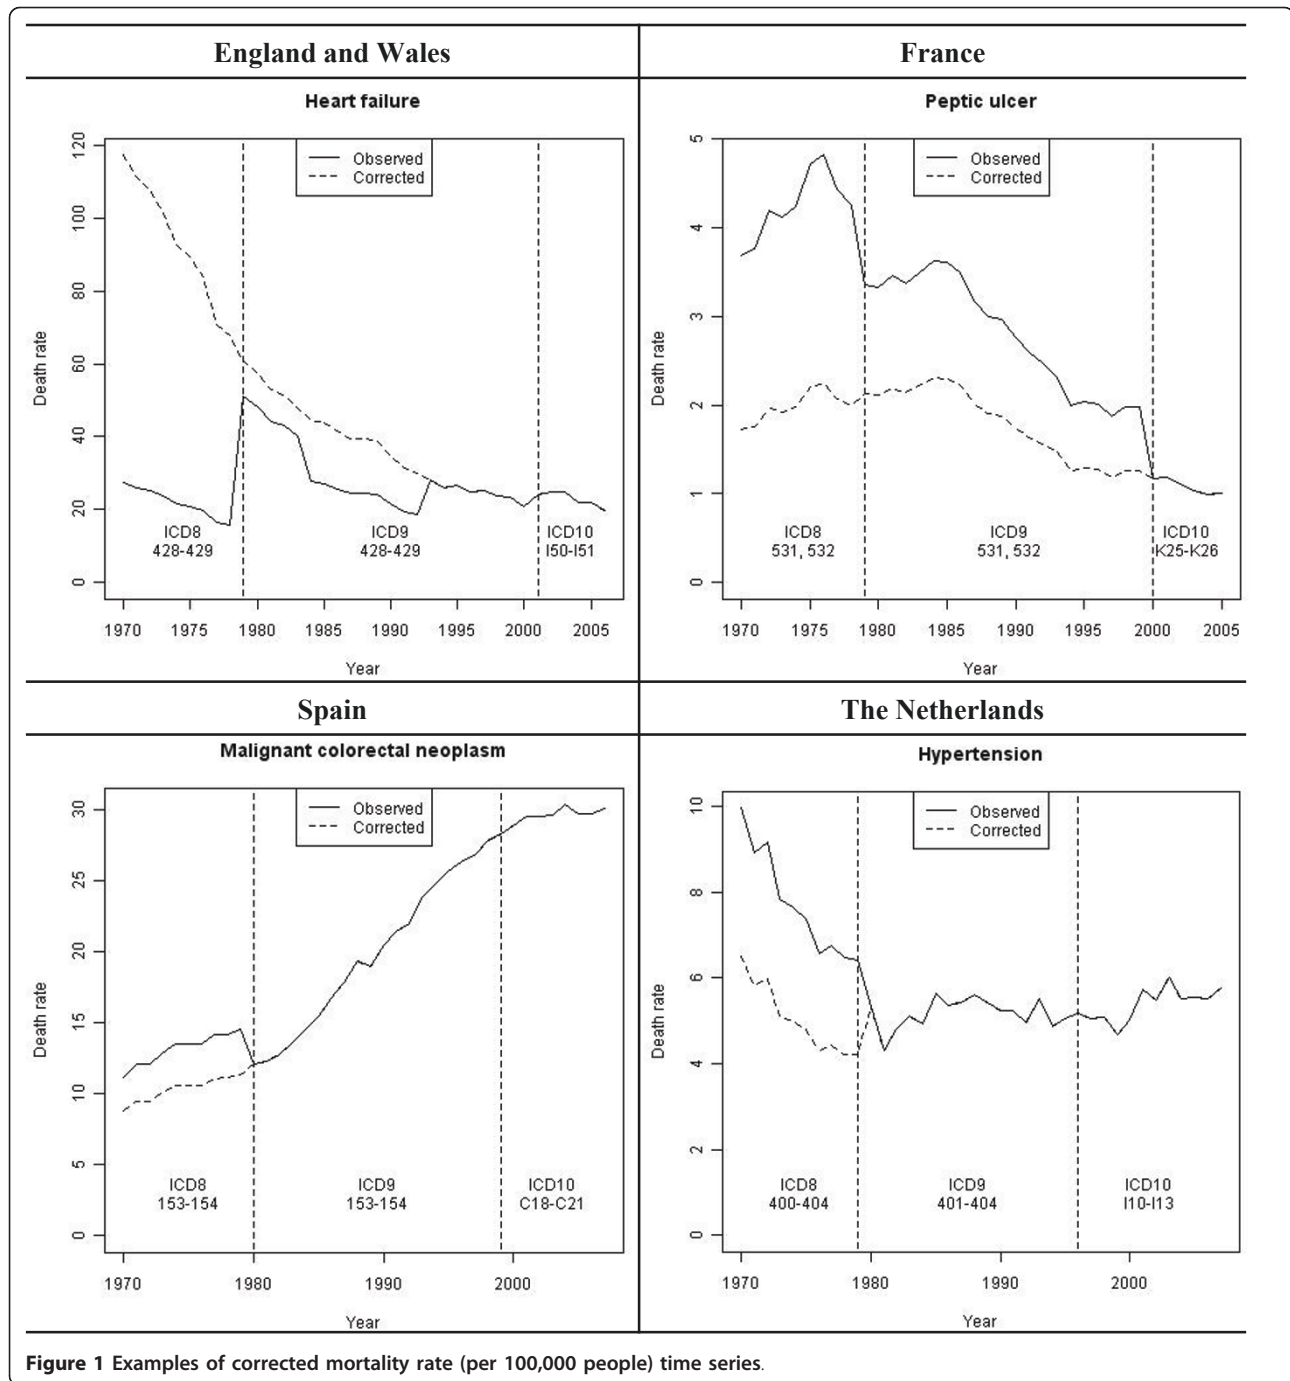 England and Wales
Heart failure
Observed
Corrected
Death rate
120
100
80
60
40
20
0
ICD8
428-429
ICD9
428-429
ICD10
I50-I51
1970 1975 1980 1985 1990 1995 2000 2005
Year
France
Peptic ulcer
Observed
Corrected
Death rate
5
4
3
2
1
0
ICD8
531, 532
ICD9
531, 532
ICD10
K25-K26
1970 1975 1980 1985 1990 1995 2000 2005
Year
Spain
Malignant colorectal neoplasm
Observed
Corrected
Death rate
30
25
20
15
10
5
0
ICD8
153-154
ICD9
153-154
ICD10
C18-C21
1970 1980 1990 2000
Year
The Netherlands
Hypertension
Observed
Corrected
Death rate
10
8
6
4
2
0
ICD8
400-404
ICD9
401-404
ICD10
I10-I13
1970 1980 1990 2000
Year
Figure 1 Examples of corrected mortality rate (per 100,000 people) time series.